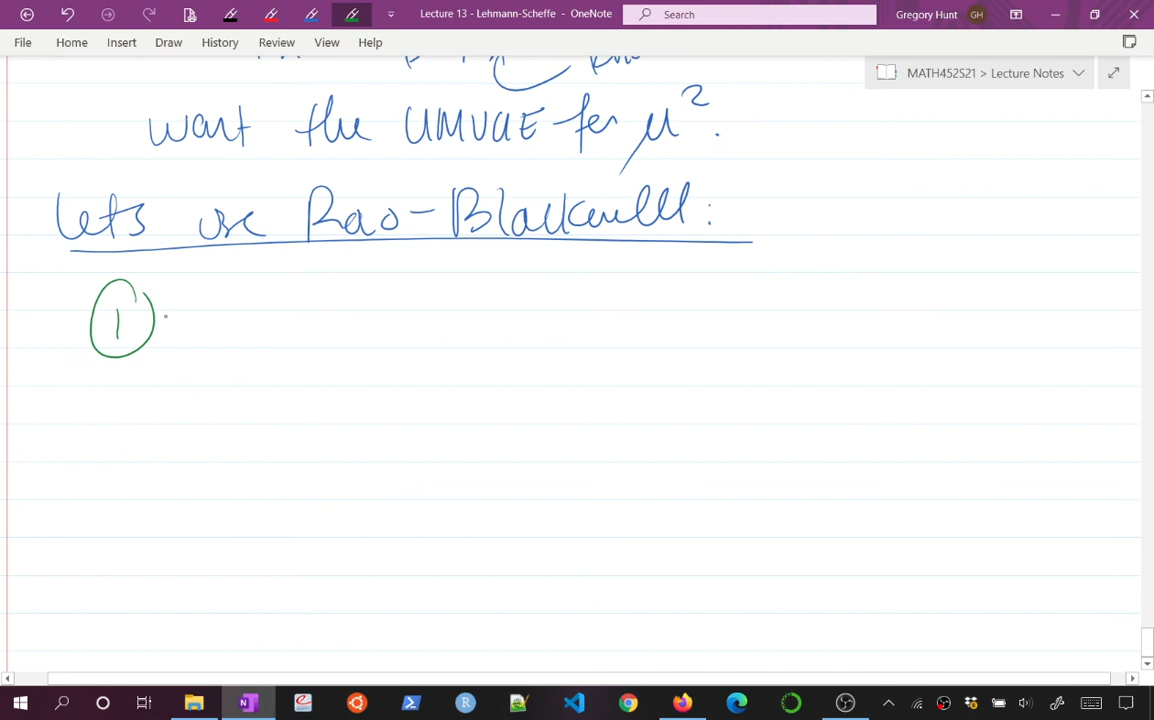 Lecture 13 - Lehmann-Scheffe - OneNote
Search
Gregory Hunt GH
File Home Insert Draw History Review View Help
MATH452S21 > Lecture Notes
want the UMVUE for μ².
Lets use Rao-Blackwell:
1